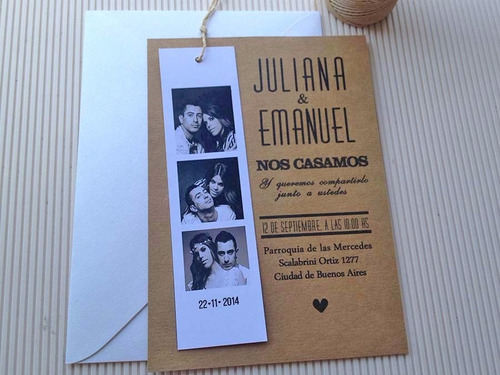 JULIANA
&
EMANUEL
NOS CASAMOS
Y queremos compartirlo
junto a ustedes
12 DE SEPTIEMBRE, A LAS 18:00 HS
Parroquia de las Mercedes
Scalabrini Ortiz 1277
Ciudad de Buenos Aires
22-11-2014